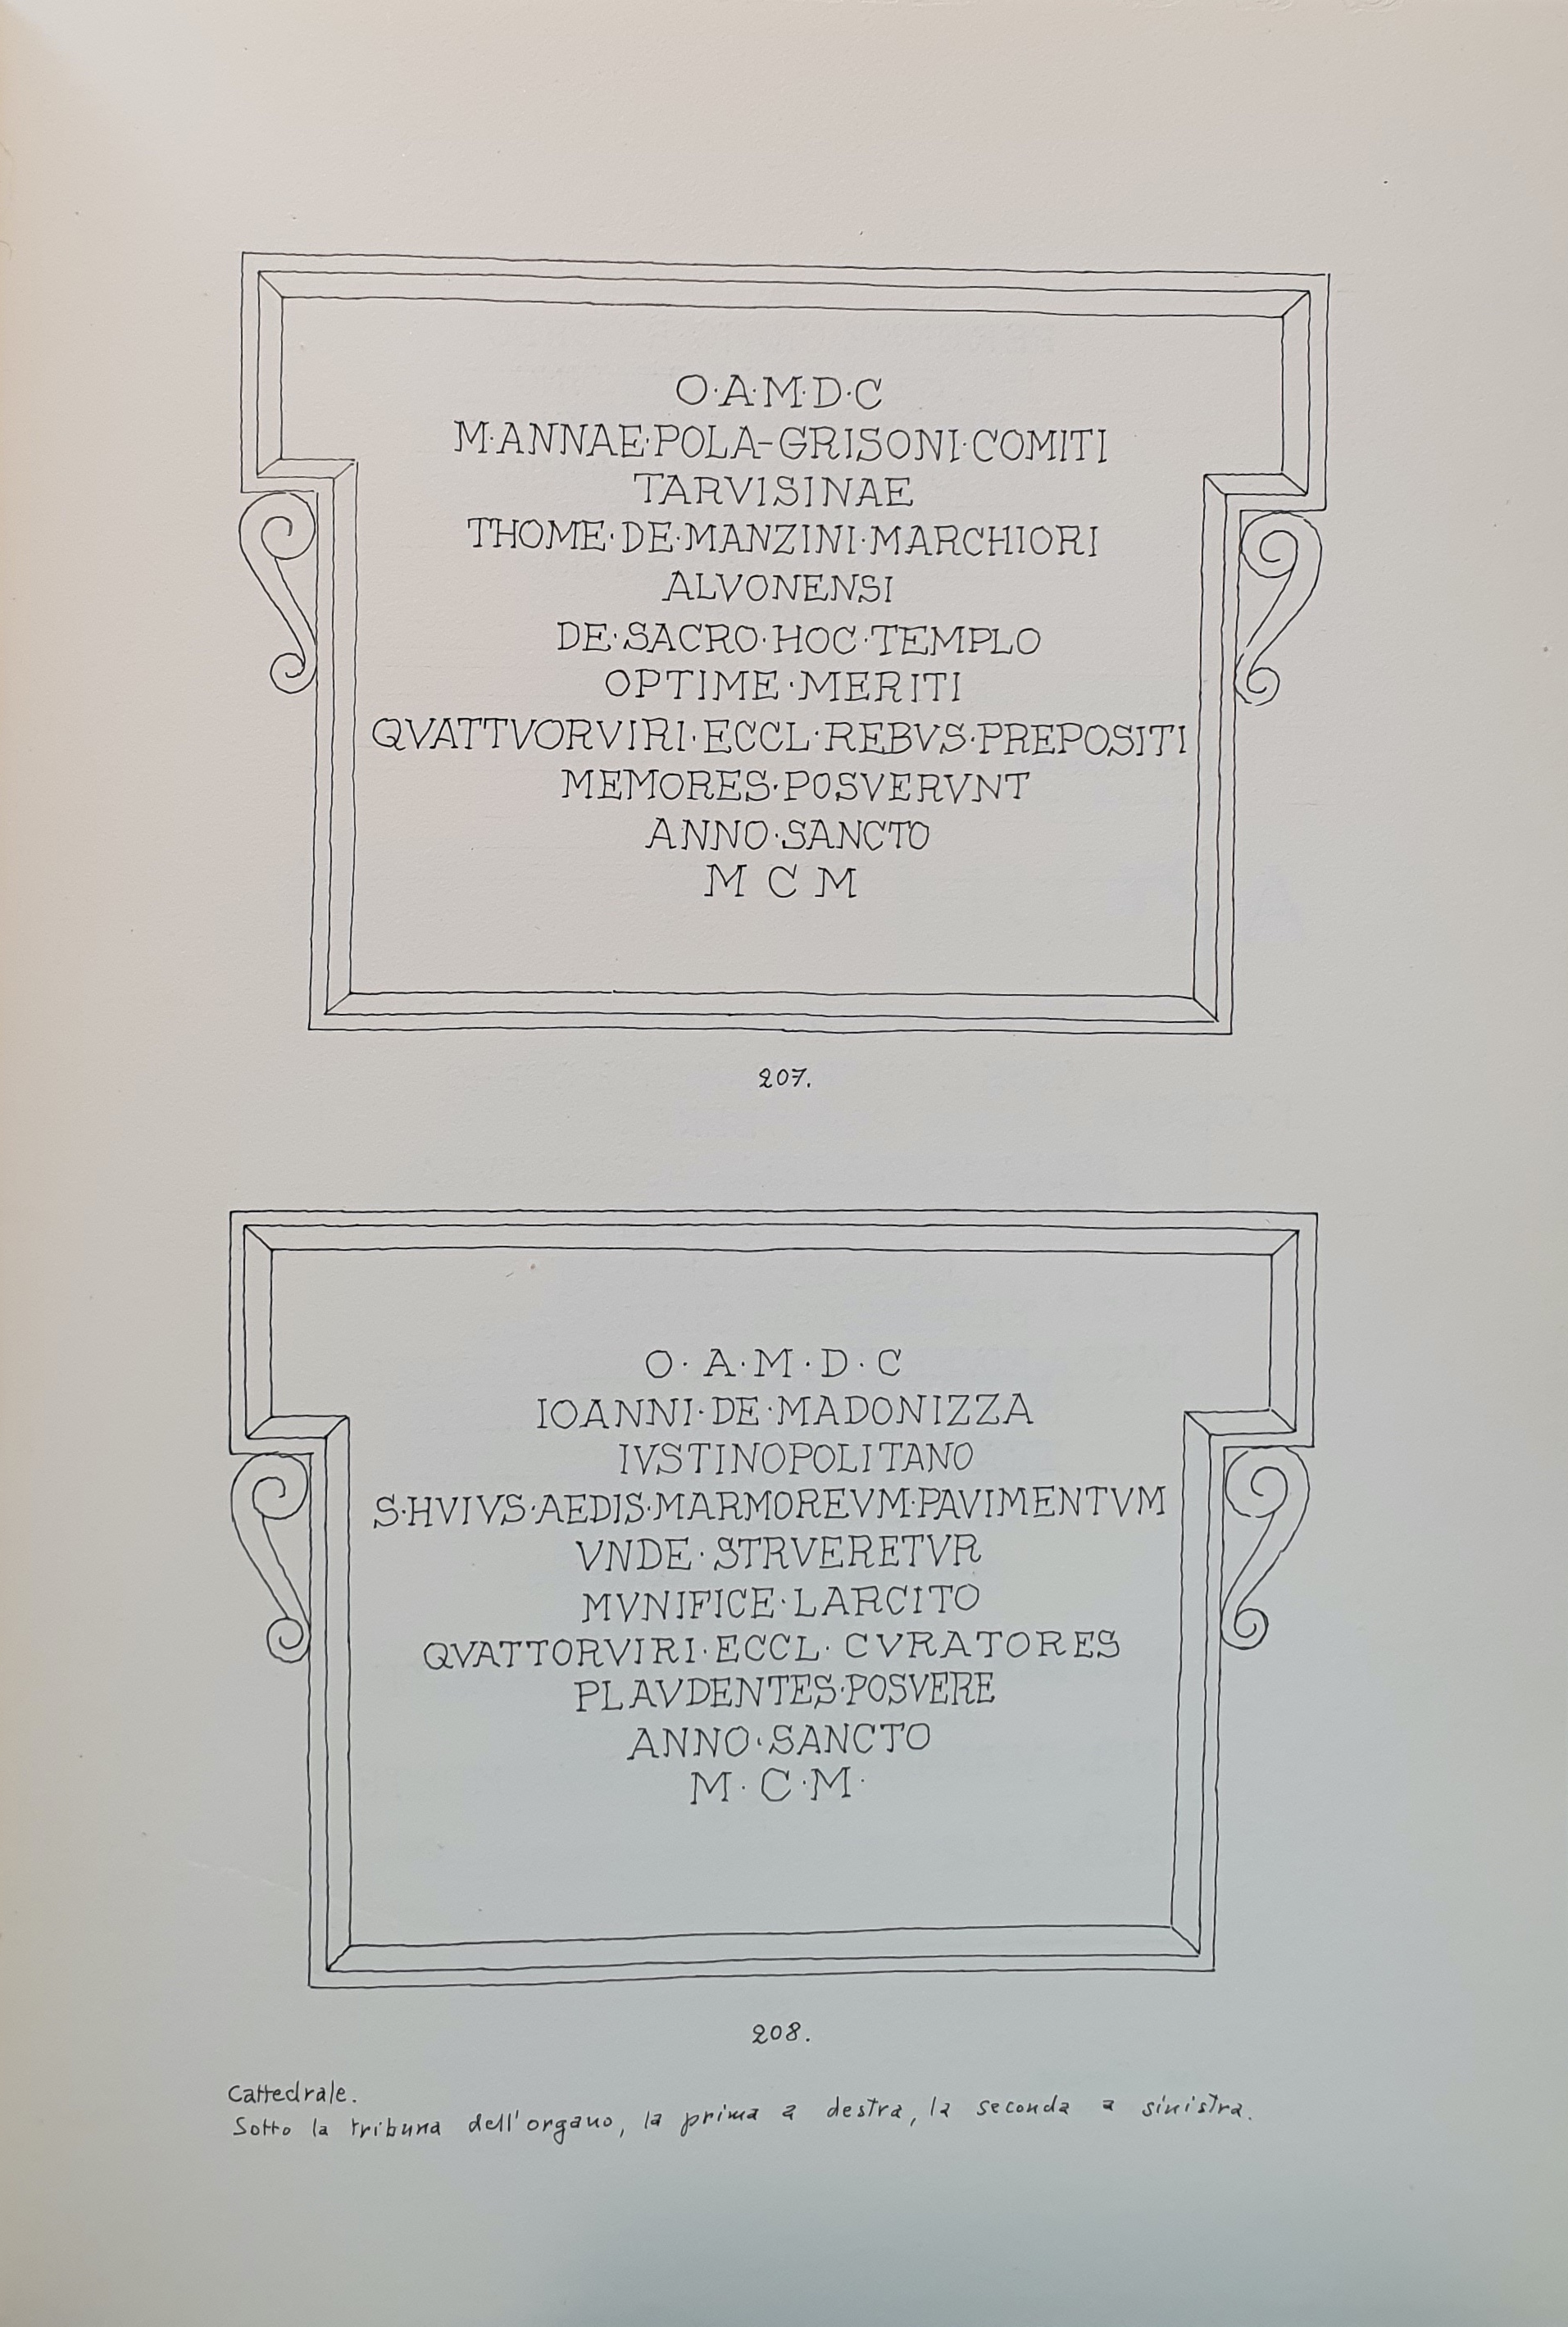 O·A·M·D·C
M·ANNAE·POLA-GRISONI·COMITI
TARVISINAE
THOME·DE·MANZINI·MARCHIORI
ALVONENSI
DE·SACRO·HOC·TEMPLO
OPTIME·MERITI
QVATTVORVIRI·ECCL·REBVS·PREPOSITI
MEMORES·POSVERVNT
ANNO·SANCTO
M C M
207.
O·A·M·D·C
IOANNI·DE·MADONIZZA
IVSTINOPOLITANO
S·HVIVS·AEDIS·MARMOREVM·PAVIMENTVM
VNDE·STRVERETVR
MVNIFICE·LARCITO
QVATTORVIRI·ECCL·CVRATORES
PLAVDENTES·POSVERE
ANNO·SANCTO
M·C·M·
208.
Cattedrale.
Sotto la tribuna dell'organo, la prima a destra, la seconda a sinistra.